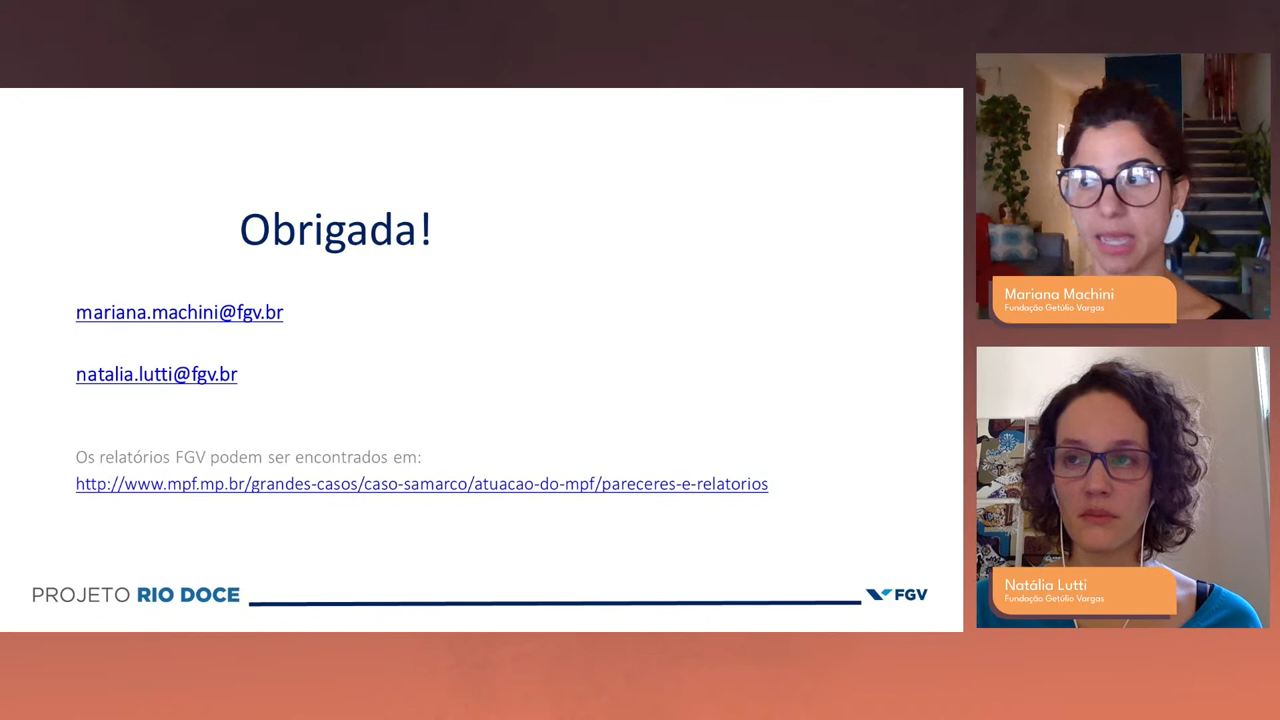 Obrigada!
mariana.machini@fgv.br
natalia.lutti@fgv.br
Os relatórios FGV podem ser encontrados em:
http://www.mpf.mp.br/grandes-casos/caso-samarco/atuacao-do-mpf/pareceres-e-relatorios
PROJETO RIO DOCE
FGV
Mariana Machini
Fundação Getúlio Vargas
Natália Lutti
Fundação Getúlio Vargas